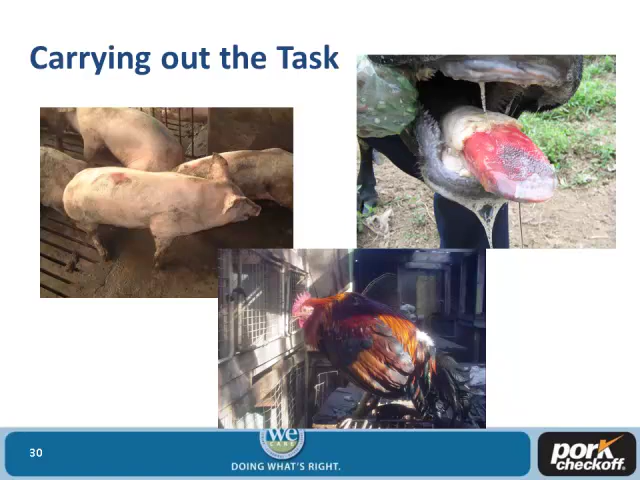 Carrying out the Task
30
we
CARE
DOING WHAT'S RIGHT.
pork
checkoff.